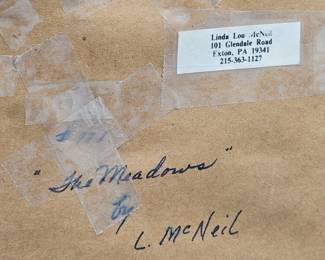 Linda Lou McNeil
101 Glendale Road
Exton, PA 19341
215-363-1127
"The Meadows"
by
L. McNeil